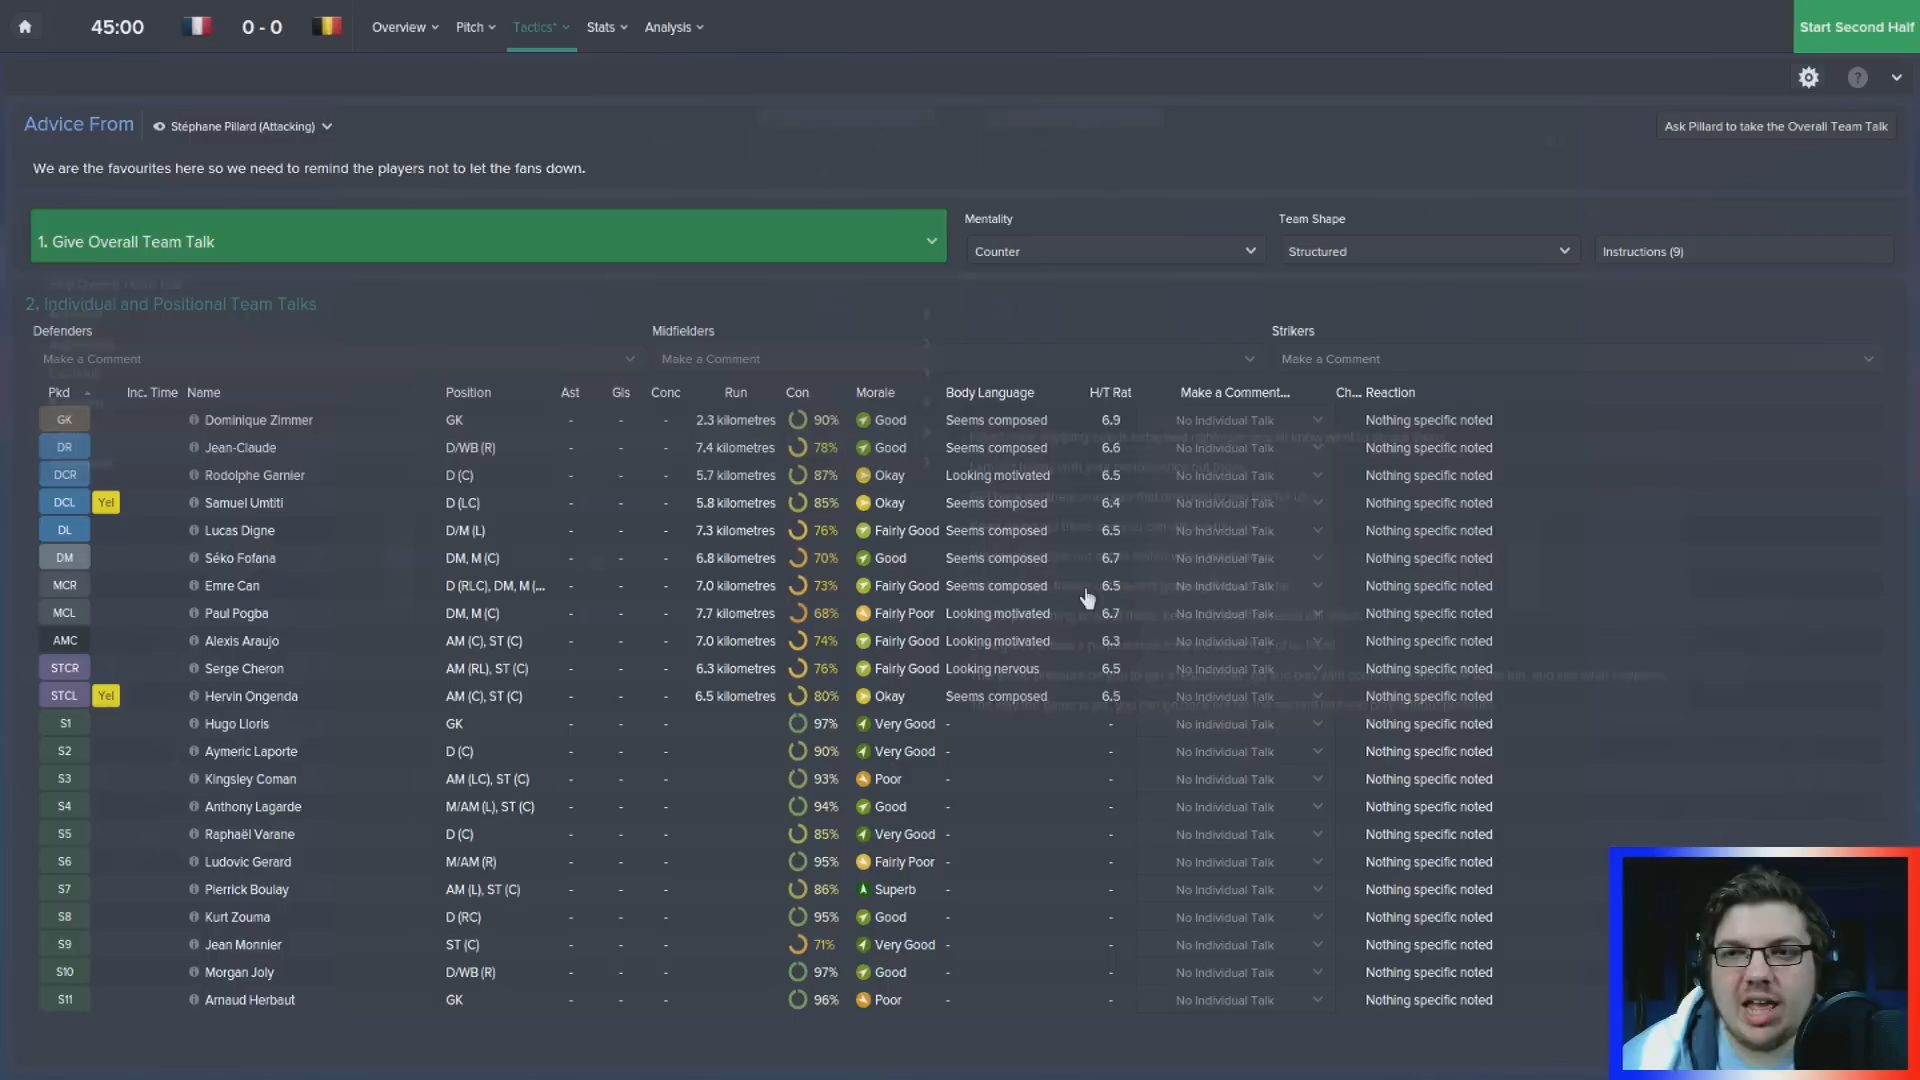 45:00 0 - 0 Overview Pitch Tactics* Stats Analysis Start Second Half
Advice From Stéphane Pillard (Attacking) Ask Pillard to take the Overall Team Talk
We are the favourites here so we need to remind the players not to let the fans down.
Mentality Team Shape
1. Give Overall Team Talk Counter Structured Instructions (9)
2. Individual and Positional Team Talks
Defenders Midfielders Strikers
Make a Comment Make a Comment Make a Comment
Pkd Inc. Time Name Position Ast Gls Conc Run Con Morale Body Language H/T Rat Make a Comment... Ch... Reaction
GK Dominique Zimmer GK - - - 2.3 kilometres 90% Good Seems composed 6.9 No Individual Talk Nothing specific noted
DR Jean-Claude D/WB (R) - - - 7.4 kilometres 78% Good Seems composed 6.6 No Individual Talk Nothing specific noted
DCR Rodolphe Garnier D (C) - - - 5.7 kilometres 87% Okay Looking motivated 6.5 No Individual Talk Nothing specific noted
DCL Yel Samuel Umtiti D (LC) - - - 5.8 kilometres 85% Okay Seems composed 6.4 No Individual Talk Nothing specific noted
DL Lucas Digne D/M (L) - - - 7.3 kilometres 76% Fairly Good Seems composed 6.5 No Individual Talk Nothing specific noted
DM Séko Fofana DM, M (C) - - - 6.8 kilometres 70% Good Seems composed 6.7 No Individual Talk Nothing specific noted
MCR Emre Can D (RLC), DM, M (... - - - 7.0 kilometres 73% Fairly Good Seems composed 6.5 No Individual Talk Nothing specific noted
MCL Paul Pogba DM, M (C) - - - 7.7 kilometres 68% Fairly Poor Looking motivated 6.7 No Individual Talk Nothing specific noted
AMC Alexis Araujo AM (C), ST (C) - - - 7.0 kilometres 74% Fairly Good Looking motivated 6.3 No Individual Talk Nothing specific noted
STCR Serge Cheron AM (RL), ST (C) - - - 6.3 kilometres 76% Fairly Good Looking nervous 6.5 No Individual Talk Nothing specific noted
STCL Yel Hervin Ongenda AM (C), ST (C) - - - 6.5 kilometres 80% Okay Seems composed 6.5 No Individual Talk Nothing specific noted
S1 Hugo Lloris GK - - - 97% Very Good - - No Individual Talk Nothing specific noted
S2 Aymeric Laporte D (C) - - - 90% Very Good - - No Individual Talk Nothing specific noted
S3 Kingsley Coman AM (LC), ST (C) - - - 93% Poor - - No Individual Talk Nothing specific noted
S4 Anthony Lagarde M/AM (L), ST (C) - - - 94% Good - - No Individual Talk Nothing specific noted
S5 Raphaël Varane D (C) - - - 85% Very Good - - No Individual Talk Nothing specific noted
S6 Ludovic Gerard M/AM (R) - - - 95% Fairly Poor - - No Individual Talk Nothing specific noted
S7 Pierrick Boulay AM (L), ST (C) - - - 86% Superb - - No Individual Talk Nothing specific noted
S8 Kurt Zouma D (RC) - - - 95% Good - - No Individual Talk Nothing specific noted
S9 Jean Monnier ST (C) - - - 71% Very Good - - No Individual Talk Nothing specific noted
S10 Morgan Joly D/WB (R) - - - 97% Good - - No Individual Talk Nothing specific noted
S11 Arnaud Herbaut GK - - - 96% Poor - - No Individual Talk Nothing specific noted